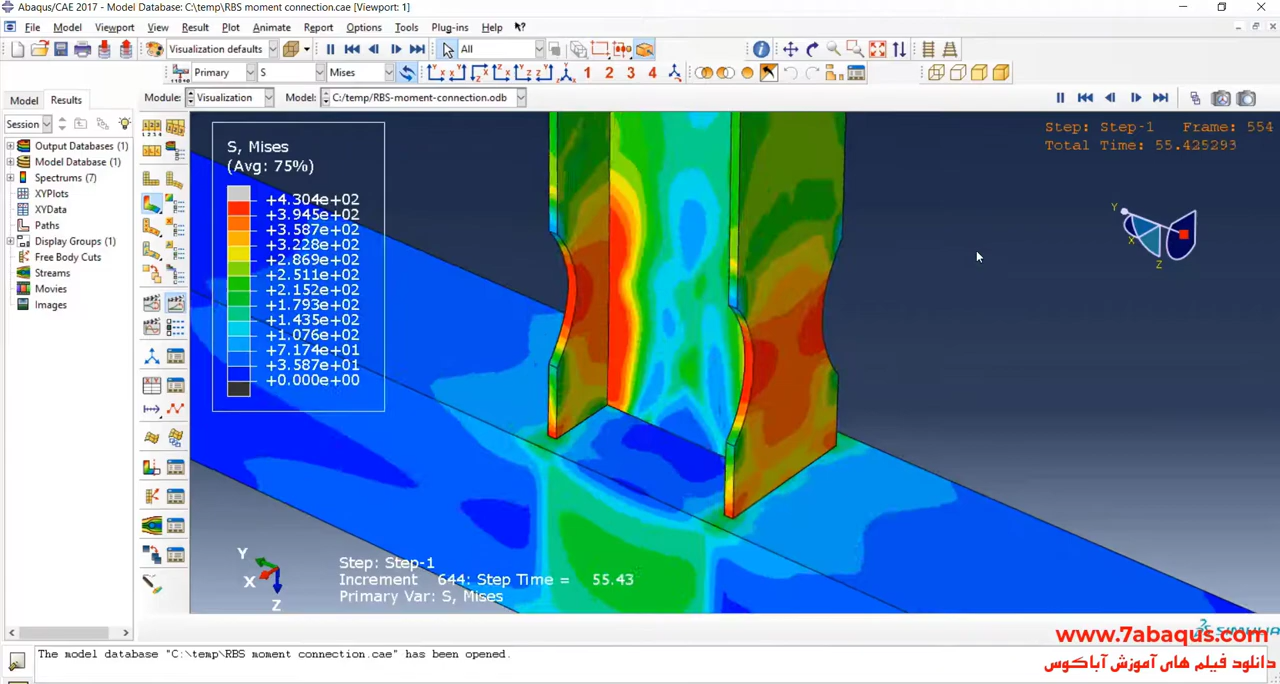 Abaqus/CAE 2017 - Model Database: C:\temp\RBS moment connection.cae [Viewport: 1]
File Model Viewport View Result Plot Animate Report Options Tools Plug-ins Help
Visualization defaults
All
Primary S Mises
1 2 3 4
Model Results
Module: Visualization Model: C:/temp/RBS-moment-connection.odb
Session
Output Databases (1)
Model Database (1)
Spectrums (7)
XYPlots
XYData
Paths
Display Groups (1)
Free Body Cuts
Streams
Movies
Images
S, Mises
(Avg: 75%)
+4.304e+02
+3.945e+02
+3.587e+02
+3.228e+02
+2.869e+02
+2.511e+02
+2.152e+02
+1.793e+02
+1.435e+02
+1.076e+02
+7.174e+01
+3.587e+01
+0.000e+00
Step: Step-1 Frame: 554
Total Time: 55.425293
Y
X
Z
Y
X
Z
Step: Step-1
Increment 644: Step Time = 55.43
Primary Var: S, Mises
www.7abaqus.com
دانلود فیلم های آموزش آباکوس
The model database "C:\temp\RBS moment connection.cae" has been opened.